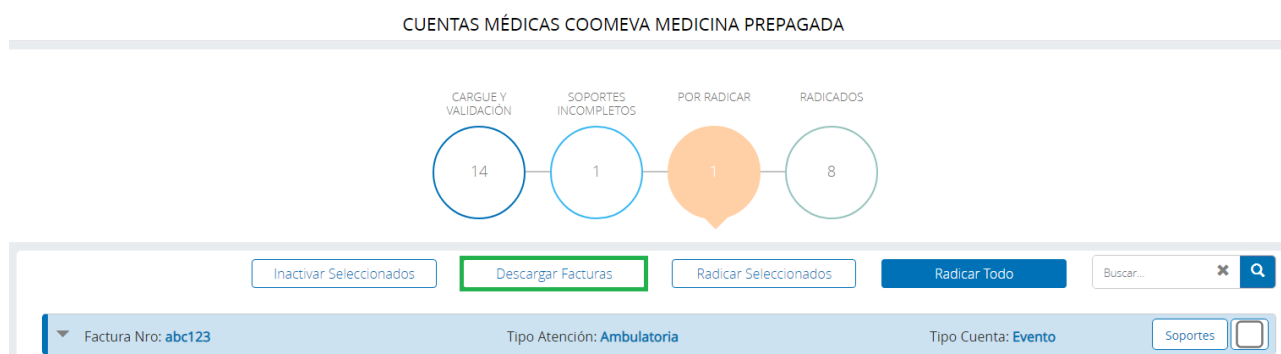 CUENTAS MÉDICAS COOMEVA MEDICINA PREPAGADA
CARGUE Y VALIDACIÓN
SOPORTES INCOMPLETOS
POR RADICAR
RADICADOS
14
1
1
8
Inactivar Seleccionados
Descargar Facturas
Radicar Seleccionados
Radicar Todo
Buscar...
Factura Nro: abc123
Tipo Atención: Ambulatoria
Tipo Cuenta: Evento
Soportes